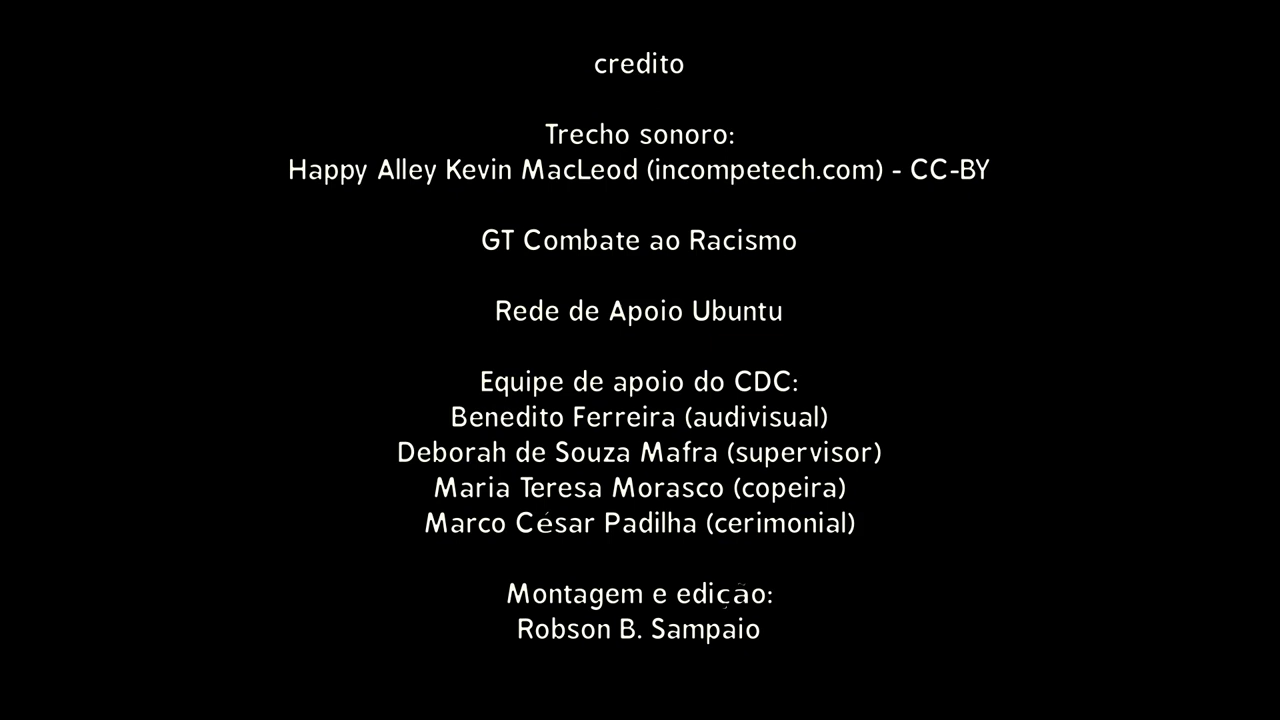 credito
Trecho sonoro:
Happy Alley Kevin MacLeod (incompetech.com) - CC-BY
GT Combate ao Racismo
Rede de Apoio Ubuntu
Equipe de apoio do CDC:
Benedito Ferreira (audivisual)
Deborah de Souza Mafra (supervisor)
Maria Teresa Morasco (copeira)
Marco César Padilha (cerimonial)
Montagem e edição:
Robson B. Sampaio